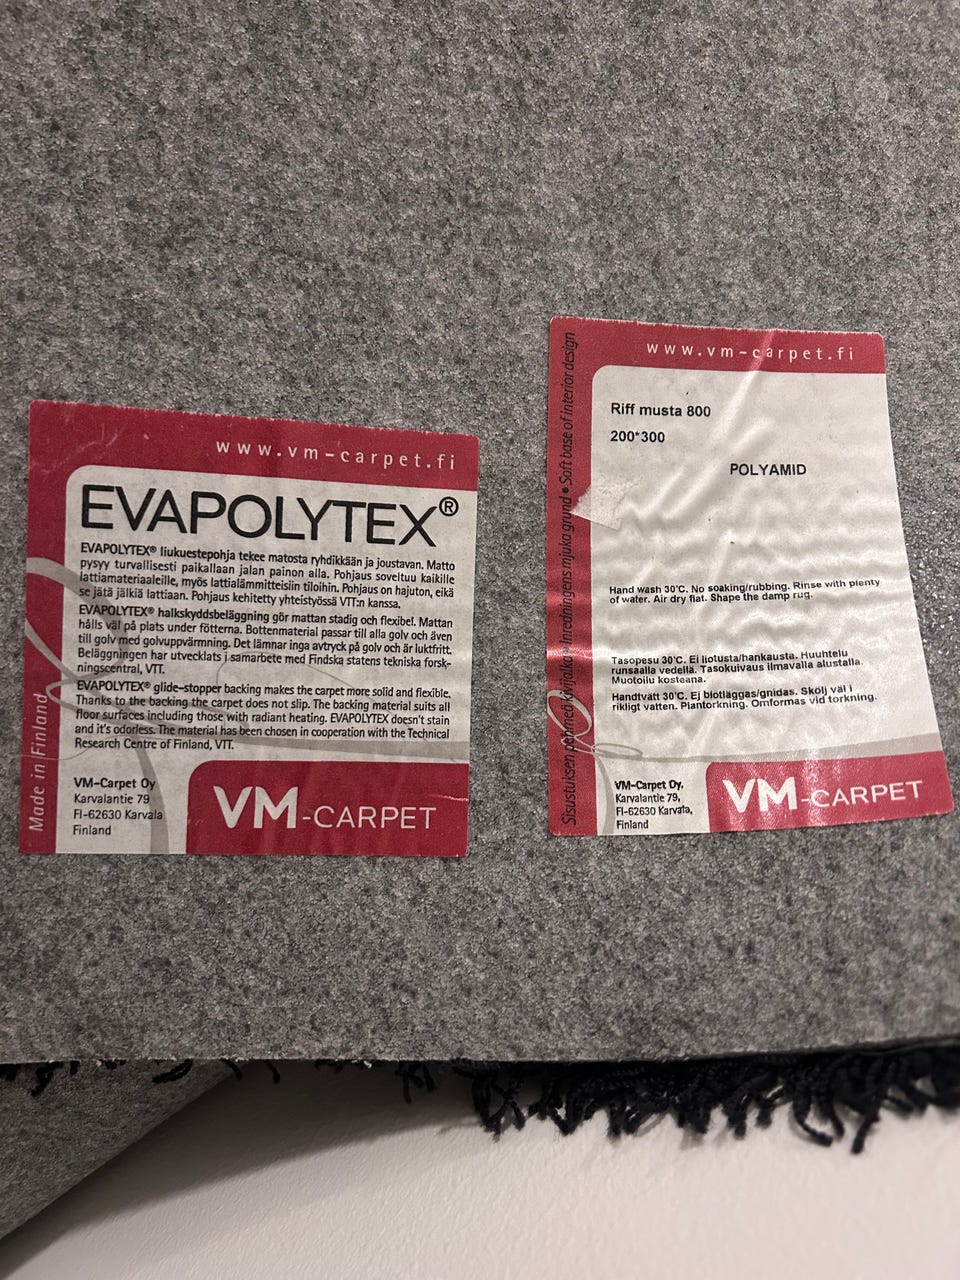 www.vm-carpet.fi
EVAPOLYTEX®
EVAPOLYTEX® liukuestepohja tekee matosta ryhdikkään ja joustavan. Matto
pysyy turvallisesti paikallaan jalan painon alla. Pohjaus soveltuu kaikille
lattiamateriaaleille, myös lattialämmitteisiin tiloihin. Pohjaus on hajuton, eikä
se jätä jälkiä lattiaan. Pohjaus kehitetty yhteistyössä VTT:n kanssa.
EVAPOLYTEX® halkskyddsbeläggning gör mattan stadig och flexibel. Mattan
hålls väl på plats under fötterna. Bottenmaterial passar till alla golv och även
till golv med golvuppvärmning. Det lämnar inga avtryck på golv och är luktfritt.
Beläggningen har utvecklats i samarbete med Findska statens tekniska forsk-
ningscentral, VTT.
EVAPOLYTEX® glide-stopper backing makes the carpet more solid and flexible.
Thanks to the backing the carpet does not slip. The backing material suits all
floor surfaces including those with radiant heating. EVAPOLYTEX doesn't stain
and it's odorless. The material has been chosen in cooperation with the Technical
Research Centre of Finland, VTT.
Made in Finland
VM-Carpet Oy
Karvalantie 79
FI-62630 Karvala
Finland
VM-CARPET
www.vm-carpet.fi
Sisustuksen pehmeä kivijalka • Inredningens mjuka grund • Soft base of interior design
Riff musta 800
200*300
POLYAMID
Hand wash 30°C. No soaking/rubbing. Rinse with plenty
of water. Air dry flat. Shape the damp rug.
Tasopesu 30°C. Ei liotusta/hankausta. Huuhtelu
runsaalla vedellä. Tasokuivaus ilmavalla alustalla.
Muotoilu kosteana.
Handtvätt 30°C. Ej blötläggas/gnidas. Skölj väl i
rikligt vatten. Plantorkning. Omformas vid torkning.
VM-Carpet Oy.
Karvalantie 79,
FI-62630 Karvala,
Finland
VM-CARPET